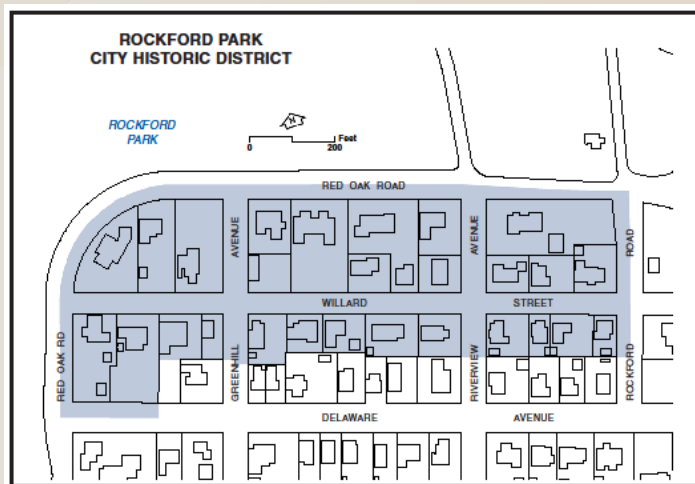 ROCKFORD PARK
CITY HISTORIC DISTRICT
ROCKFORD
PARK
N
Feet
0 200
RED OAK ROAD
AVENUE
AVENUE
ROAD
WILLARD STREET
RED OAK RD
GREENHILL
RIVERVIEW
ROCKFORD
DELAWARE AVENUE